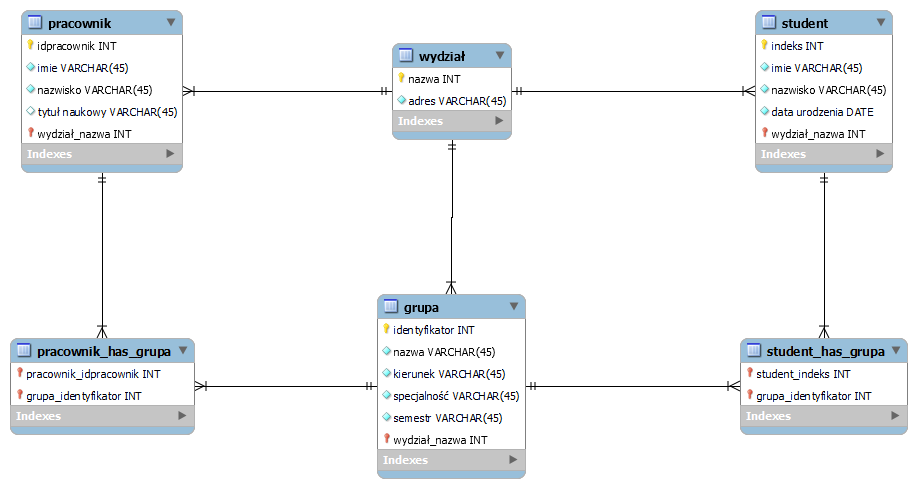 pracownik
idpracownik INT
imie VARCHAR(45)
nazwisko VARCHAR(45)
tytuł naukowy VARCHAR(45)
wydział_nazwa INT
Indexes
wydział
nazwa INT
adres VARCHAR(45)
Indexes
student
indeks INT
imie VARCHAR(45)
nazwisko VARCHAR(45)
data urodzenia DATE
wydział_nazwa INT
Indexes
pracownik_has_grupa
pracownik_idpracownik INT
grupa_identyfikator INT
Indexes
grupa
identyfikator INT
nazwa VARCHAR(45)
kierunek VARCHAR(45)
specjalność VARCHAR(45)
semestr VARCHAR(45)
wydział_nazwa INT
Indexes
student_has_grupa
student_indeks INT
grupa_identyfikator INT
Indexes